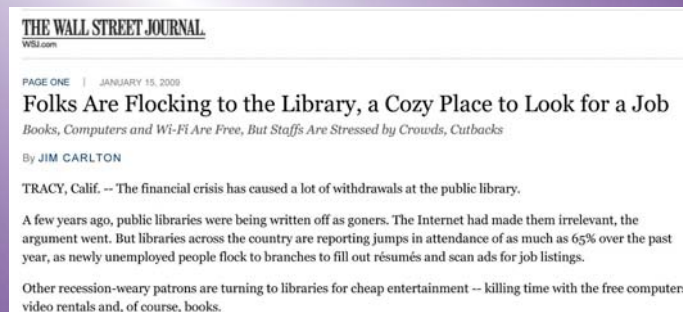 THE WALL STREET JOURNAL.
WSJ.com
PAGE ONE | JANUARY 15, 2009
Folks Are Flocking to the Library, a Cozy Place to Look for a Job
Books, Computers and Wi-Fi Are Free, But Staffs Are Stressed by Crowds, Cutbacks
By JIM CARLTON
TRACY, Calif. -- The financial crisis has caused a lot of withdrawals at the public library.
A few years ago, public libraries were being written off as goners. The Internet had made them irrelevant, the
argument went. But libraries across the country are reporting jumps in attendance of as much as 65% over the past
year, as newly unemployed people flock to branches to fill out résumés and scan ads for job listings.
Other recession-weary patrons are turning to libraries for cheap entertainment -- killing time with the free computer
video rentals and, of course, books.